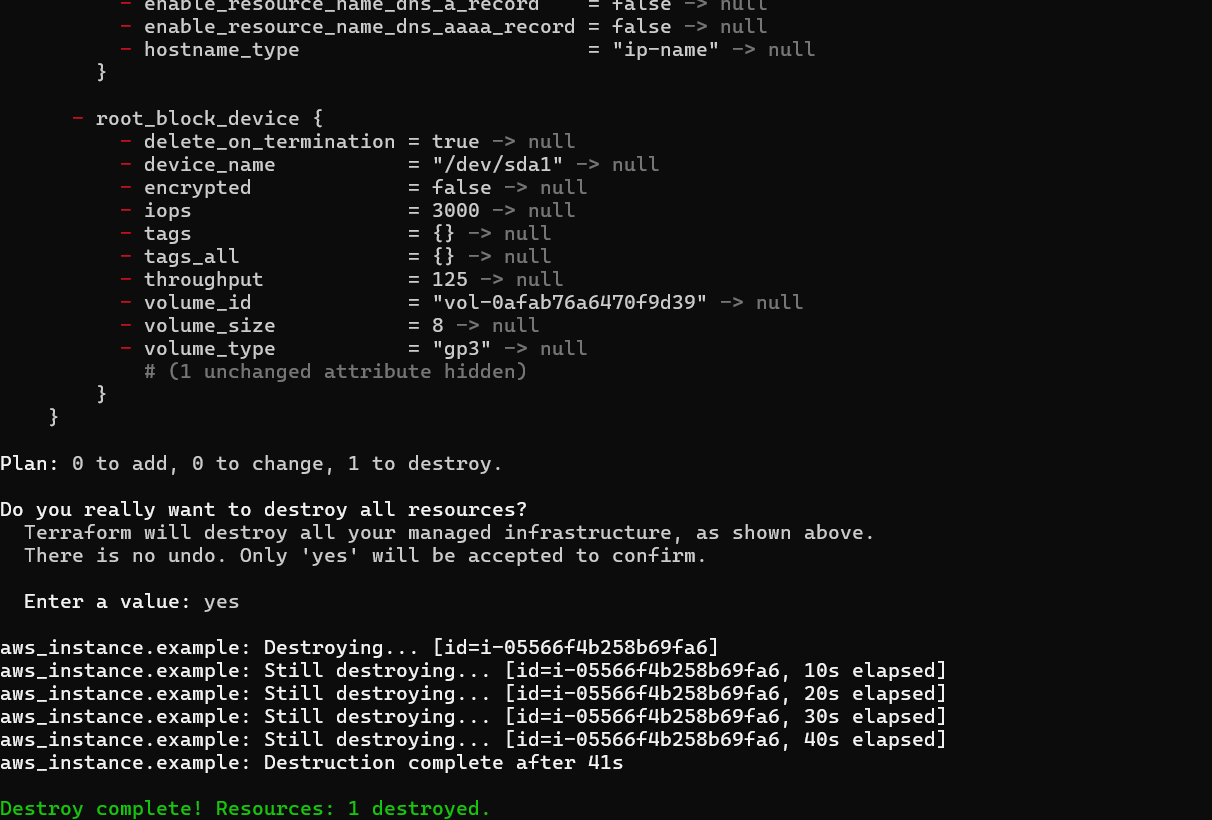 - enable_resource_name_dns_a_record    = false -> null
- enable_resource_name_dns_aaaa_record = false -> null
- hostname_type                        = "ip-name" -> null
}
- root_block_device {
- delete_on_termination = true -> null
- device_name           = "/dev/sda1" -> null
- encrypted             = false -> null
- iops                  = 3000 -> null
- tags                  = {} -> null
- tags_all              = {} -> null
- throughput            = 125 -> null
- volume_id             = "vol-0afab76a6470f9d39" -> null
- volume_size           = 8 -> null
- volume_type           = "gp3" -> null
# (1 unchanged attribute hidden)
}
}
Plan: 0 to add, 0 to change, 1 to destroy.
Do you really want to destroy all resources?
Terraform will destroy all your managed infrastructure, as shown above.
There is no undo. Only 'yes' will be accepted to confirm.
Enter a value: yes
aws_instance.example: Destroying... [id=i-05566f4b258b69fa6]
aws_instance.example: Still destroying... [id=i-05566f4b258b69fa6, 10s elapsed]
aws_instance.example: Still destroying... [id=i-05566f4b258b69fa6, 20s elapsed]
aws_instance.example: Still destroying... [id=i-05566f4b258b69fa6, 30s elapsed]
aws_instance.example: Still destroying... [id=i-05566f4b258b69fa6, 40s elapsed]
aws_instance.example: Destruction complete after 41s
Destroy complete! Resources: 1 destroyed.